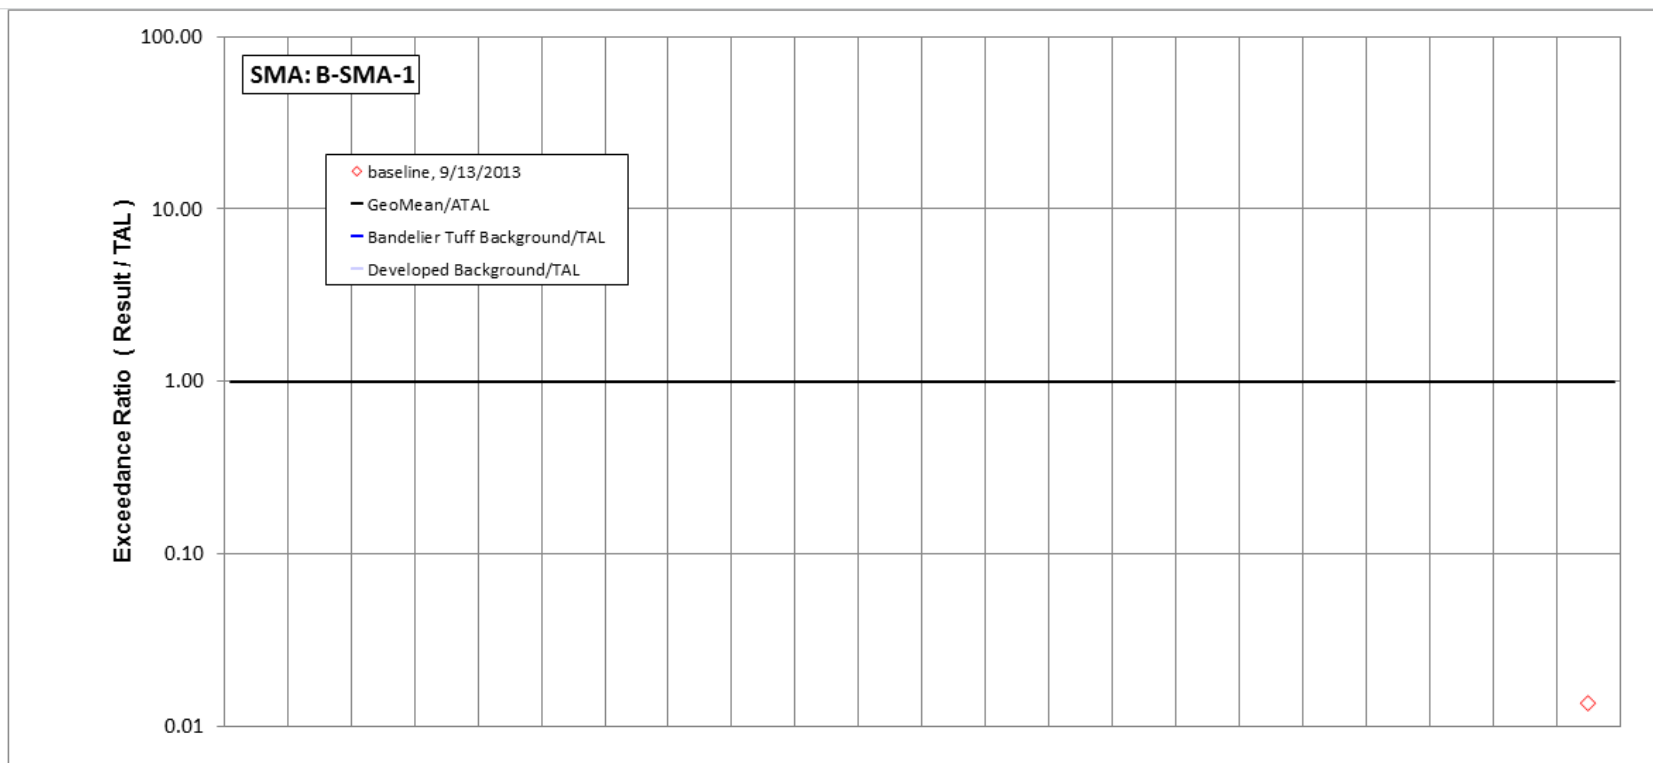 100.00
SMA: B-SMA-1
baseline, 9/13/2013
GeoMean/ATAL
Bandelier Tuff Background/TAL
Developed Background/TAL
10.00
1.00
0.10
0.01
Exceedance Ratio ( Result / TAL )